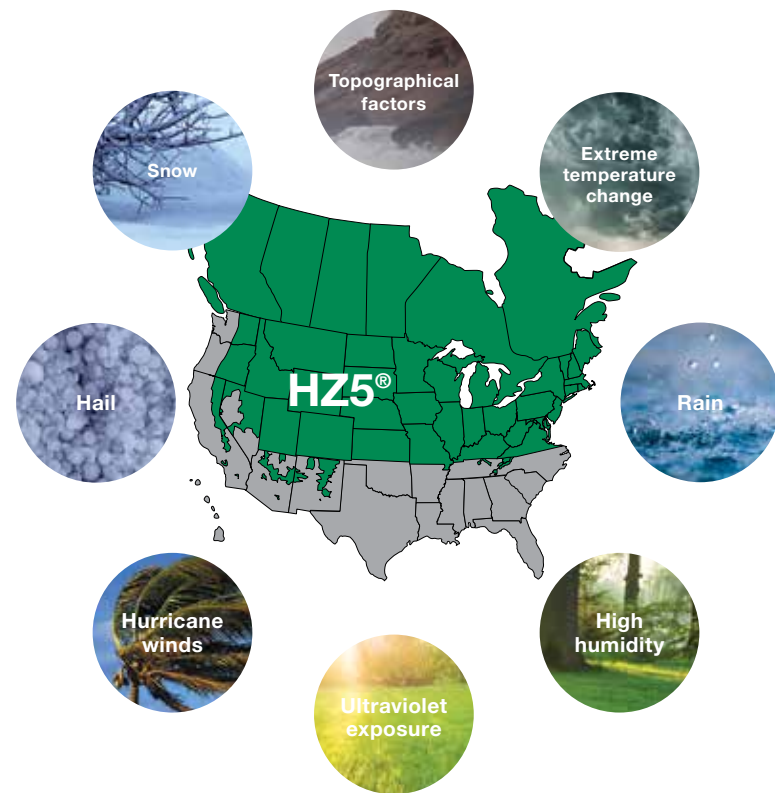 Topographical
factors
Snow
Extreme
temperature
change
HZ5®
Hail
Rain
Hurricane
winds
High
humidity
Ultraviolet
exposure